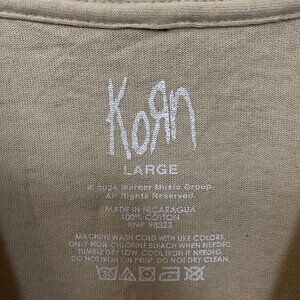 KoЯn
LARGE
© 2024 Warner Music Group.
All Rights Reserved.
MADE IN NICARAGUA
100% COTTON
RN# 98322
MACHINE WASH COLD WITH LIKE COLORS.
ONLY NON-CHLORINE BLEACH WHEN NEEDED.
TUMBLE DRY LOW. COOL IRON IF NEEDED.
DO NOT IRON ON PRINT. DO NOT DRY CLEAN.